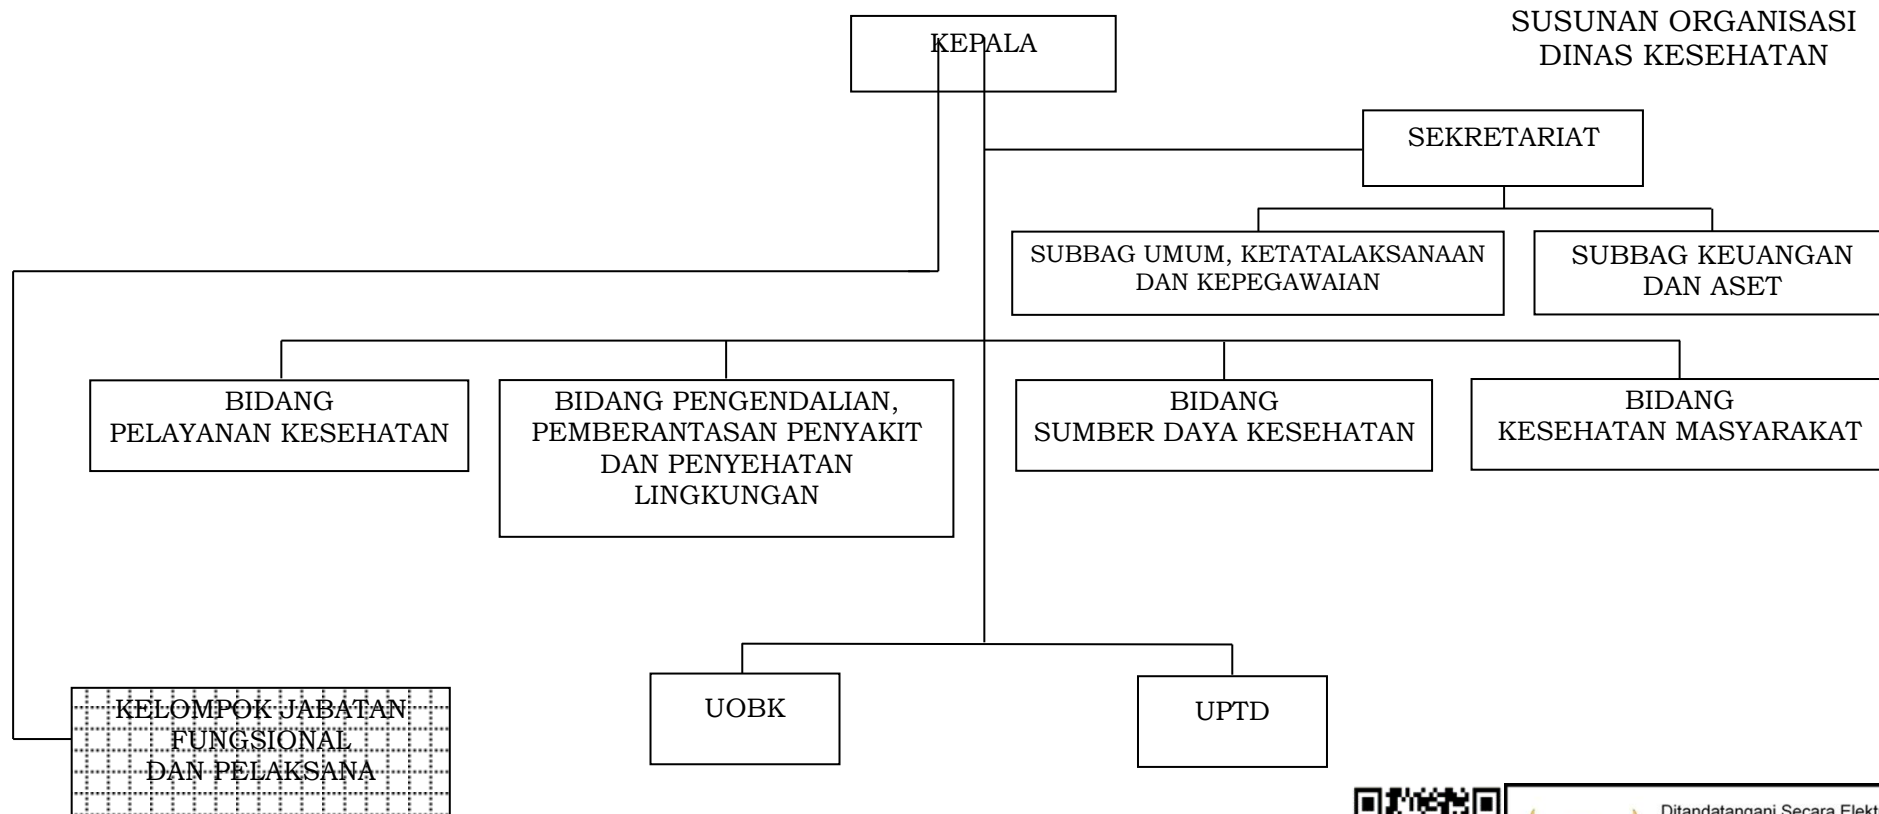 SUSUNAN ORGANISASI
DINAS KESEHATAN
KEPALA
SEKRETARIAT
SUBBAG UMUM, KETATALAKSANAAN
DAN KEPEGAWAIAN
SUBBAG KEUANGAN
DAN ASET
BIDANG
PELAYANAN KESEHATAN
BIDANG PENGENDALIAN,
PEMBERANTASAN PENYAKIT
DAN PENYEHATAN
LINGKUNGAN
BIDANG
SUMBER DAYA KESEHATAN
BIDANG
KESEHATAN MASYARAKAT
KELOMPOK JABATAN
FUNGSIONAL
DAN PELAKSANA
UOBK
UPTD
Ditandatangani Secara Elekt